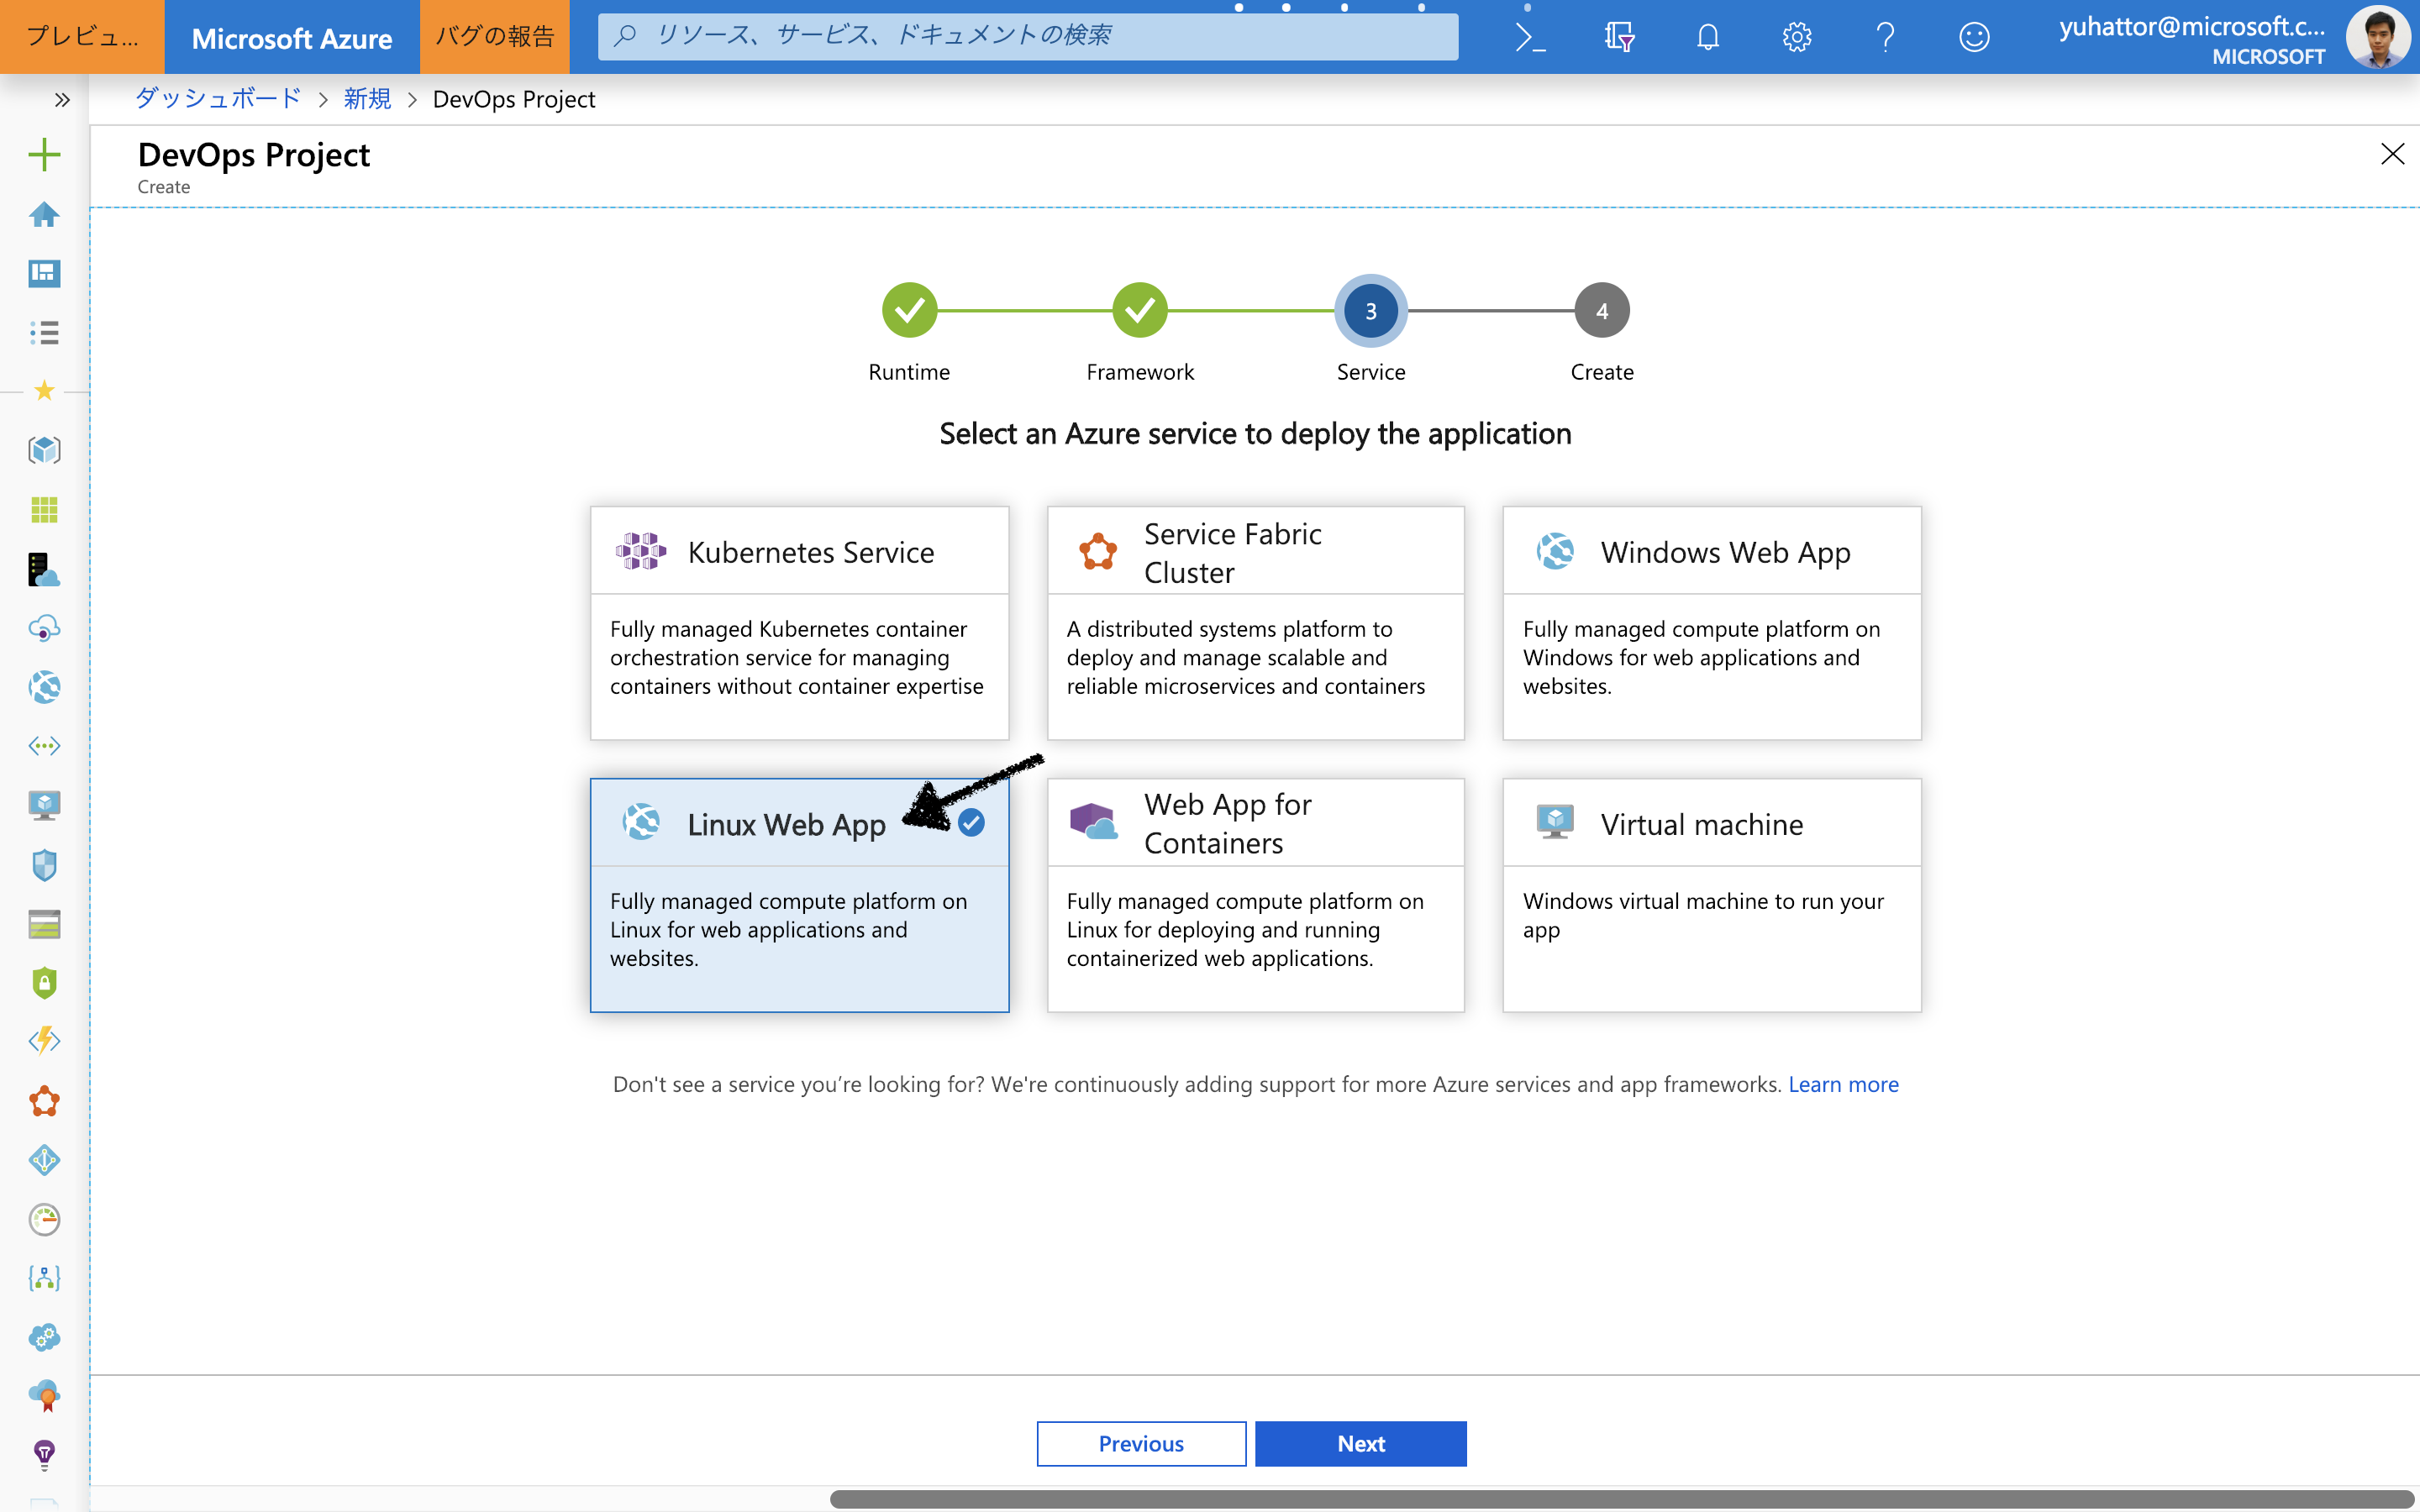 プレビュ...
Microsoft Azure
バグの報告
リソース、サービス、ドキュメントの検索
yuhattor@microsoft.c...
MICROSOFT
ダッシュボード > 新規 > DevOps Project
DevOps Project
Create
3
4
Runtime
Framework
Service
Create
Select an Azure service to deploy the application
Kubernetes Service
Fully managed Kubernetes container
orchestration service for managing
containers without container expertise
Service Fabric
Cluster
A distributed systems platform to
deploy and manage scalable and
reliable microservices and containers
Windows Web App
Fully managed compute platform on
Windows for web applications and
websites.
Linux Web App
Fully managed compute platform on
Linux for web applications and
websites.
Web App for
Containers
Fully managed compute platform on
Linux for deploying and running
containerized web applications.
Virtual machine
Windows virtual machine to run your
app
Don't see a service you’re looking for? We're continuously adding support for more Azure services and app frameworks. Learn more
Previous
Next